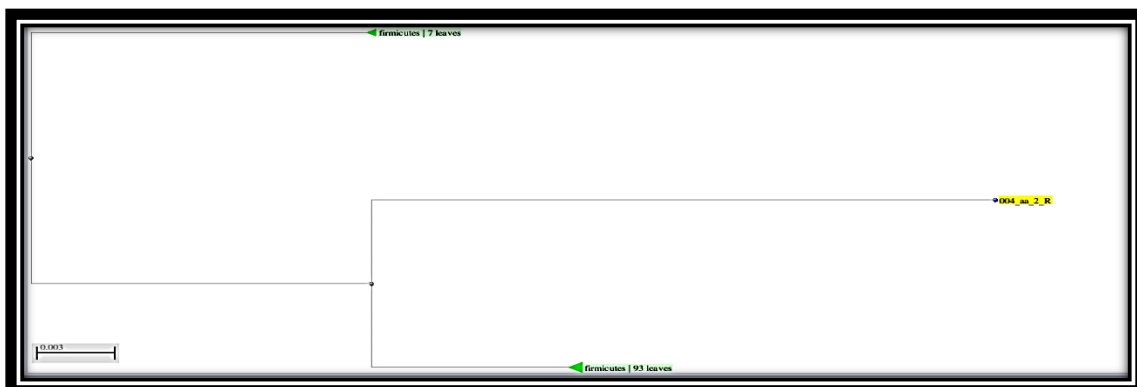 firmicutes | 7 leaves
004_aa_2_R
0.003
firmicutes | 93 leaves